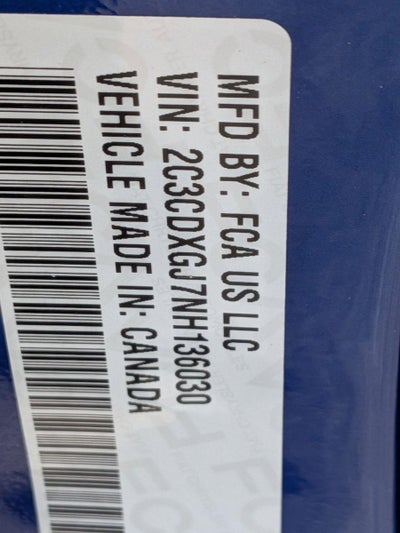 MFD BY: FCA US LLC
VIN: 2C3CDXGJ7NH136030
VEHICLE MADE IN: CANADA